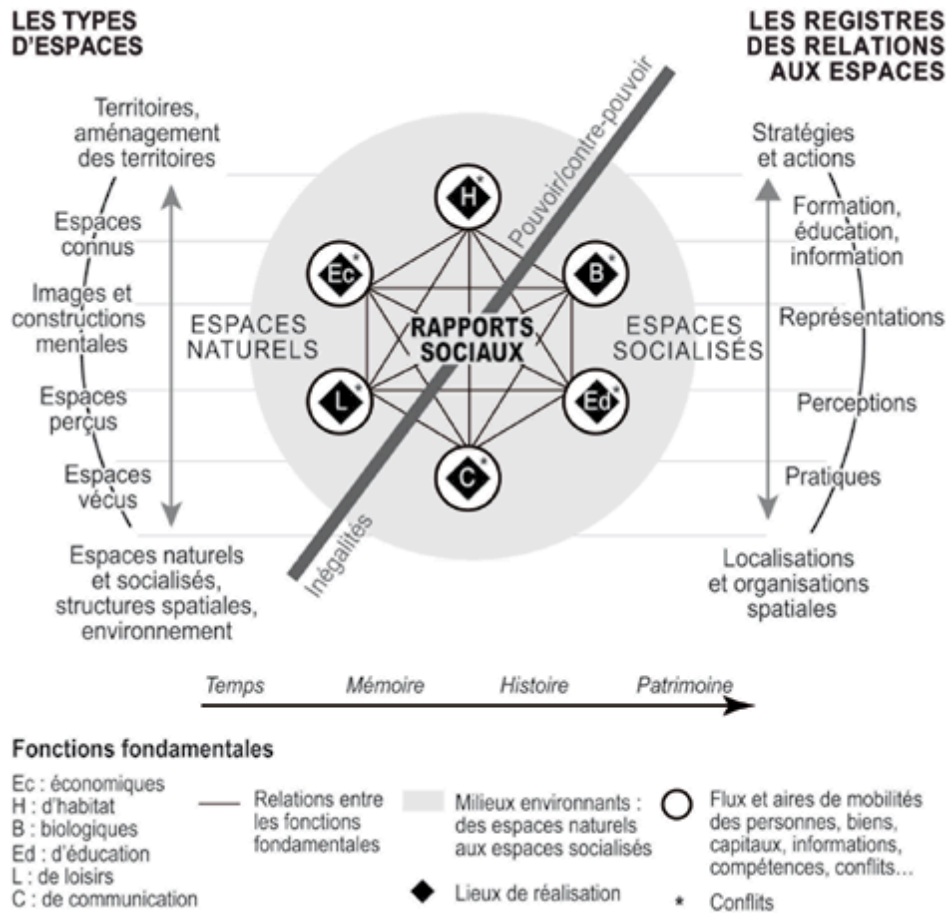 LES TYPES
D'ESPACES
LES REGISTRES
DES RELATIONS
AUX ESPACES
Territoires,
aménagement
des territoires
Espaces
connus
Images et
constructions
mentales
Espaces
perçus
Espaces
vécus
Espaces naturels
et socialisés,
structures spatiales,
environnement
Pouvoir/contre-pouvoir
H*
Éc*
B*
ESPACES
NATURELS
RAPPORTS
SOCIAUX
ESPACES
SOCIALISÉS
L*
Ed*
C*
Inégalités
Stratégies
et actions
Formation,
éducation,
information
Représentations
Perceptions
Pratiques
Localisations
et organisations
spatiales
Temps Mémoire Histoire Patrimoine
Fonctions fondamentales
Ec : économiques
H : d'habitat
B : biologiques
Ed : d'éducation
L : de loisirs
C : de communication
Relations entre
les fonctions
fondamentales
Milieux environnants :
des espaces naturels
aux espaces socialisés
Lieux de réalisation
Flux et aires de mobilités
des personnes, biens,
capitaux, informations,
compétences, conflits...
* Conflits